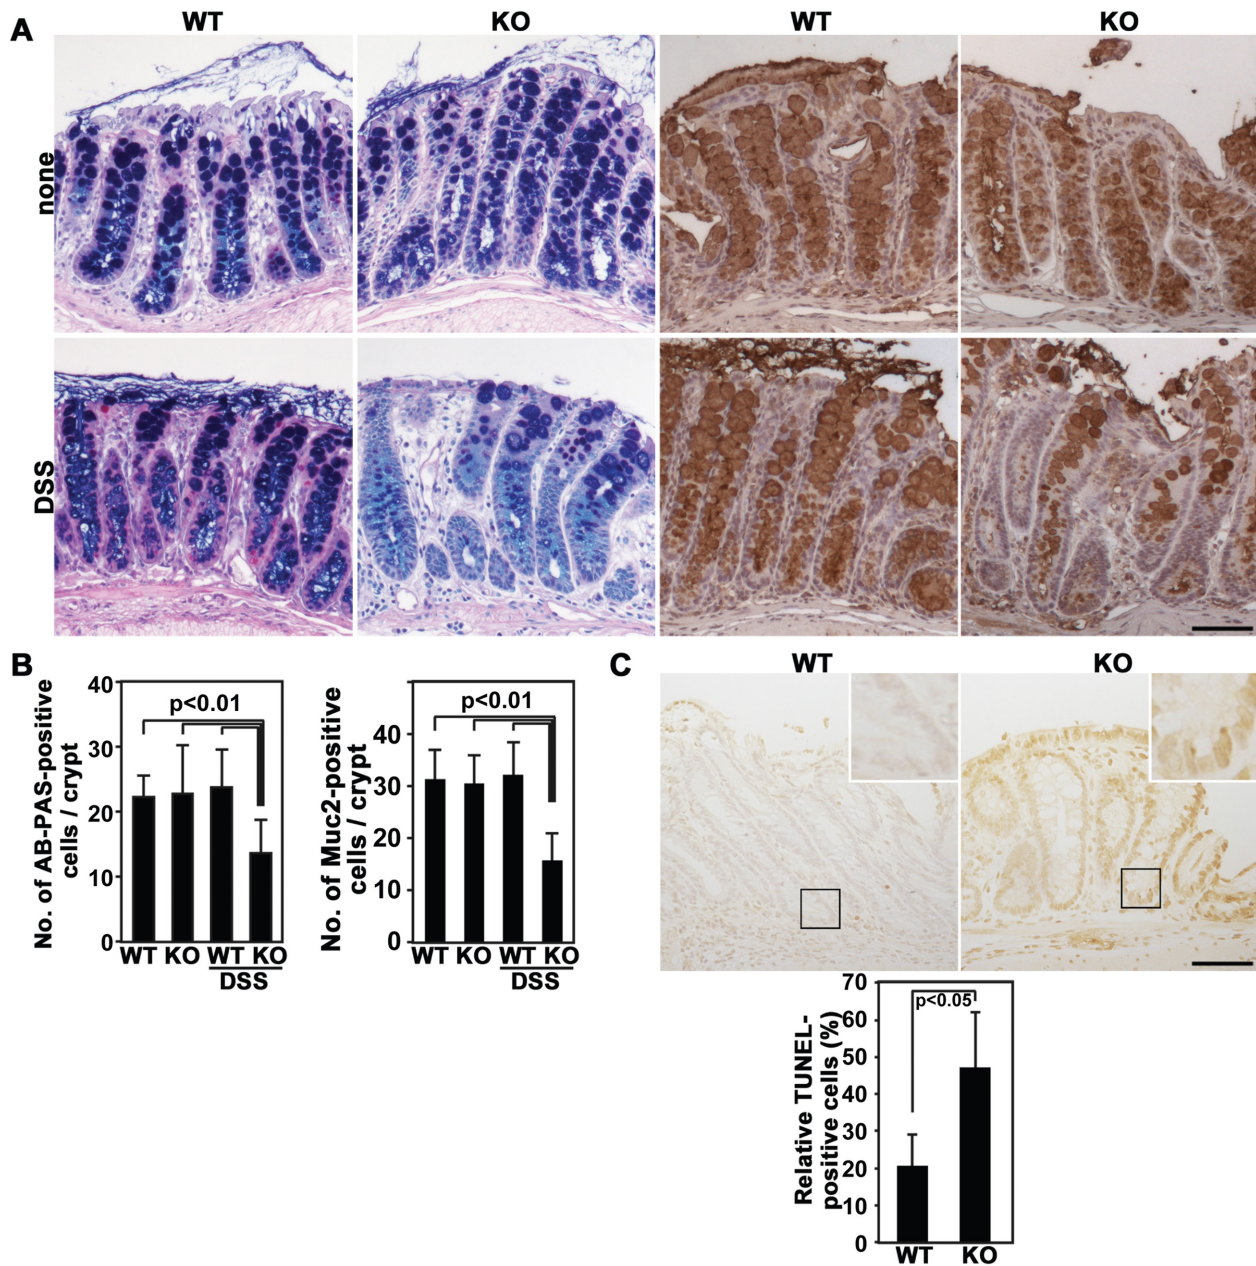 A
WT KO WT KO
none
DSS
B
No. of AB-PAS-positive
cells / crypt
40
30
20
10
0
p<0.01
WT KO WT KO
DSS
No. of Muc2-positive
cells / crypt
40
30
20
10
0
p<0.01
WT KO WT KO
DSS
C
WT KO
Relative TUNEL-
positive cells (%)
70
60
50
40
30
20
10
0
p<0.05
WT KO